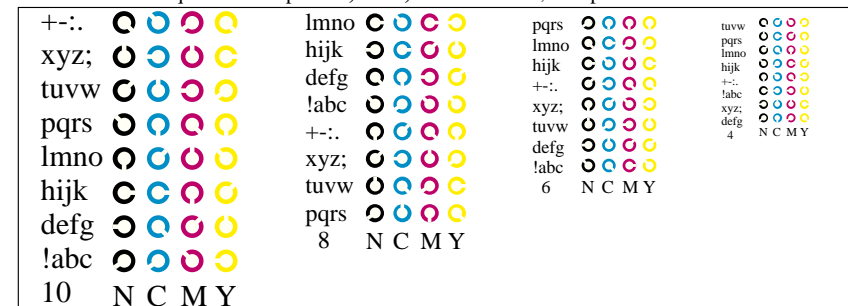 +-:.
xyz;
tuvw
pqrs
lmno
hijk
defg
!abc
10 N C M Y
lmno
hijk
defg
!abc
+-:.
xyz;
tuvw
pqrs
8 N C M Y
pqrs
lmno
hijk
+-:.
xyz;
tuvw
defg
!abc
6 N C M Y
tuvw
pqrs
lmno
hijk
+-:.
!abc
xyz;
defg
4 N C M Y